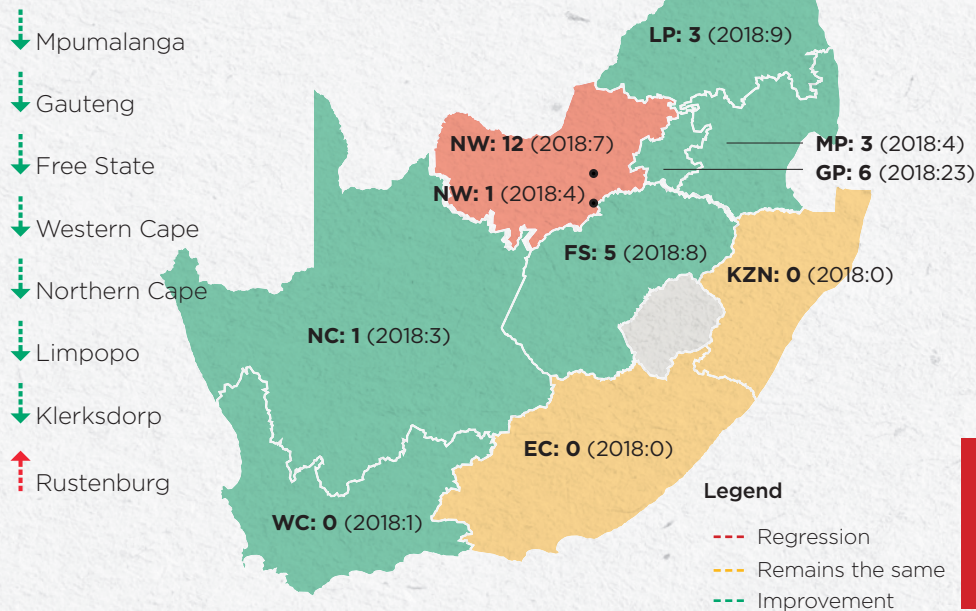 Mpumalanga
Gauteng
Free State
Western Cape
Northern Cape
Limpopo
Klerksdorp
Rustenburg
LP: 3 (2018:9)
NW: 12 (2018:7)
MP: 3 (2018:4)
GP: 6 (2018:23)
NW: 1 (2018:4)
FS: 5 (2018:8)
KZN: 0 (2018:0)
NC: 1 (2018:3)
EC: 0 (2018:0)
WC: 0 (2018:1)
Legend
Regression
Remains the same
Improvement